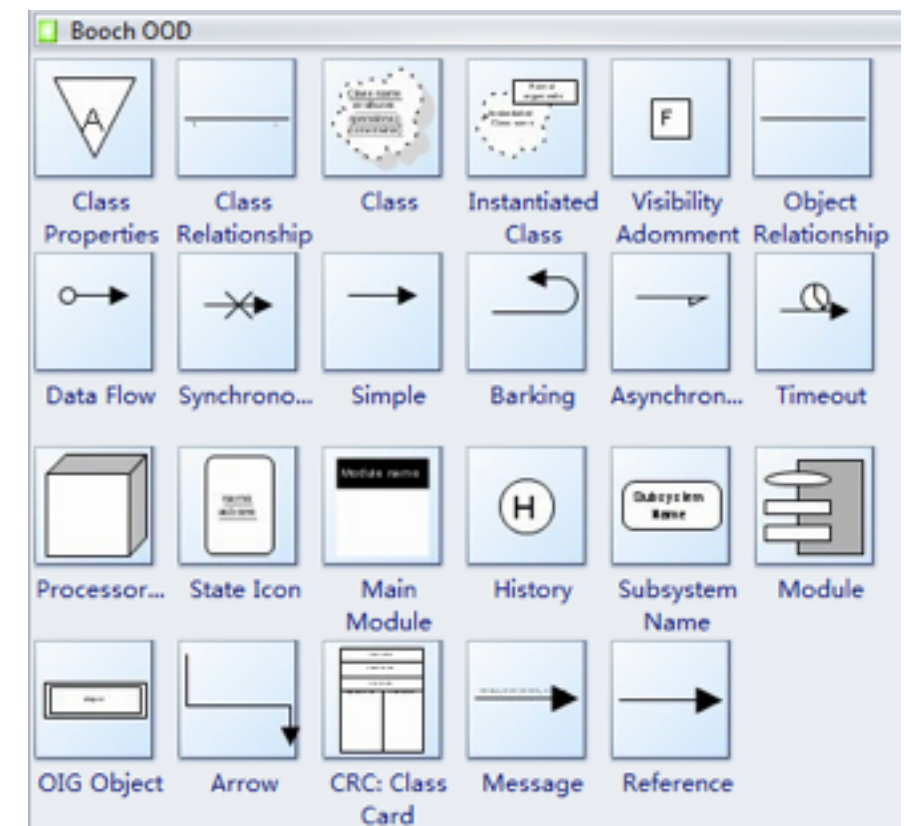 Booch OOD
A
Class name
F
Class Properties
Class Relationship
Class
Instantiated Class
Visibility Adomment
Object Relationship
Data Flow
Synchrono...
Simple
Barking
Asynchron...
Timeout
Module name
H
Subsystem
Name
Processor...
State Icon
Main Module
History
Subsystem Name
Module
OIG Object
Arrow
CRC: Class Card
Message
Reference